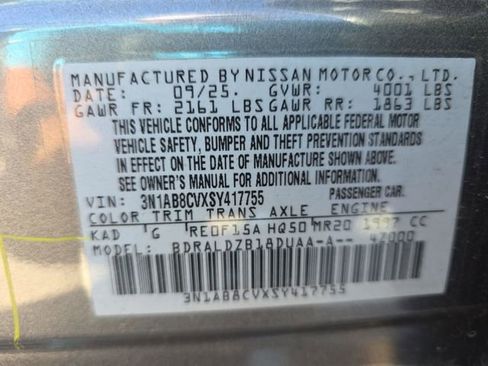 MANUFACTURED BY NISSAN MOTOR CO., LTD.
DATE: 09/25. GVWR: 4001 LBS
GAWR FR: 2161 LBS GAWR RR: 1863 LBS
THIS VEHICLE CONFORMS TO ALL APPLICABLE FEDERAL MOTOR
VEHICLE SAFETY, BUMPER AND THEFT PREVENTION STANDARDS
IN EFFECT ON THE DATE OF MANUFACTURE SHOWN ABOVE.
SEE OWNER'S MANUAL FOR ADDITIONAL INFORMATION.
VIN: 3N1AB8CVXSY417755 PASSENGER CAR.
COLOR TRIM TRANS AXLE ENGINE
KAD G RE0F15A HQ50 MR20 1997 CC
MODEL: BDRALDZB18DUAA-A-- 42000
3N1AB8CVXSY417755